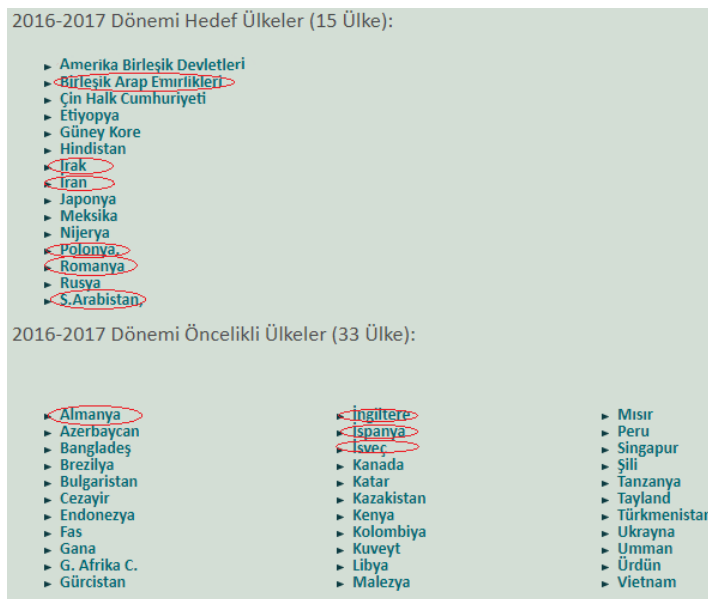 2016-2017 Dönemi Hedef Ülkeler (15 Ülke):
Amerika Birleşik Devletleri
Birleşik Arap Emirlikleri
Çin Halk Cumhuriyeti
Etiyopya
Güney Kore
Hindistan
Irak
İran
Japonya
Meksika
Nijerya
Polonya,
Romanya
Rusya
S.Arabistan,
2016-2017 Dönemi Öncelikli Ülkeler (33 Ülke):
Almanya
Azerbaycan
Bangladeş
Brezilya
Bulgaristan
Cezayir
Endonezya
Fas
Gana
G. Afrika C.
Gürcistan
İngiltere
İspanya
İsveç
Kanada
Katar
Kazakistan
Kenya
Kolombiya
Kuveyt
Libya
Malezya
Mısır
Peru
Singapur
Şili
Tanzanya
Tayland
Türkmenistan
Ukrayna
Umman
Ürdün
Vietnam